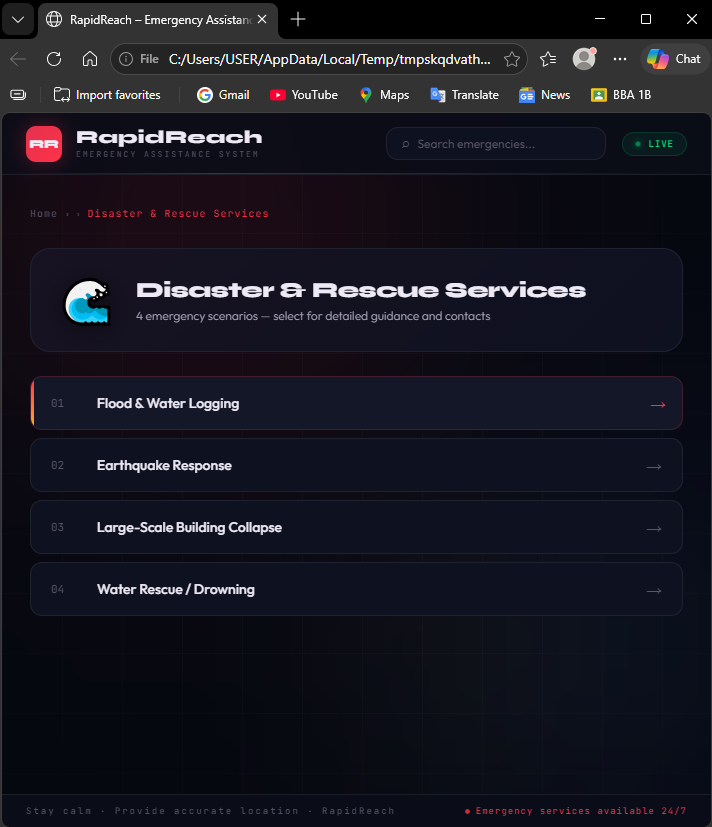 RapidReach – Emergency Assistanc
File C:/Users/USER/AppData/Local/Temp/tmpskqdvath... Chat
Import favorites Gmail YouTube Maps Translate News BBA 1B
RR RapidReach
EMERGENCY ASSISTANCE SYSTEM
Search emergencies...
LIVE
Home › › Disaster & Rescue Services
Disaster & Rescue Services
4 emergency scenarios — select for detailed guidance and contacts
01 Flood & Water Logging →
02 Earthquake Response →
03 Large-Scale Building Collapse →
04 Water Rescue / Drowning →
Stay calm · Provide accurate location · RapidReach ● Emergency services available 24/7